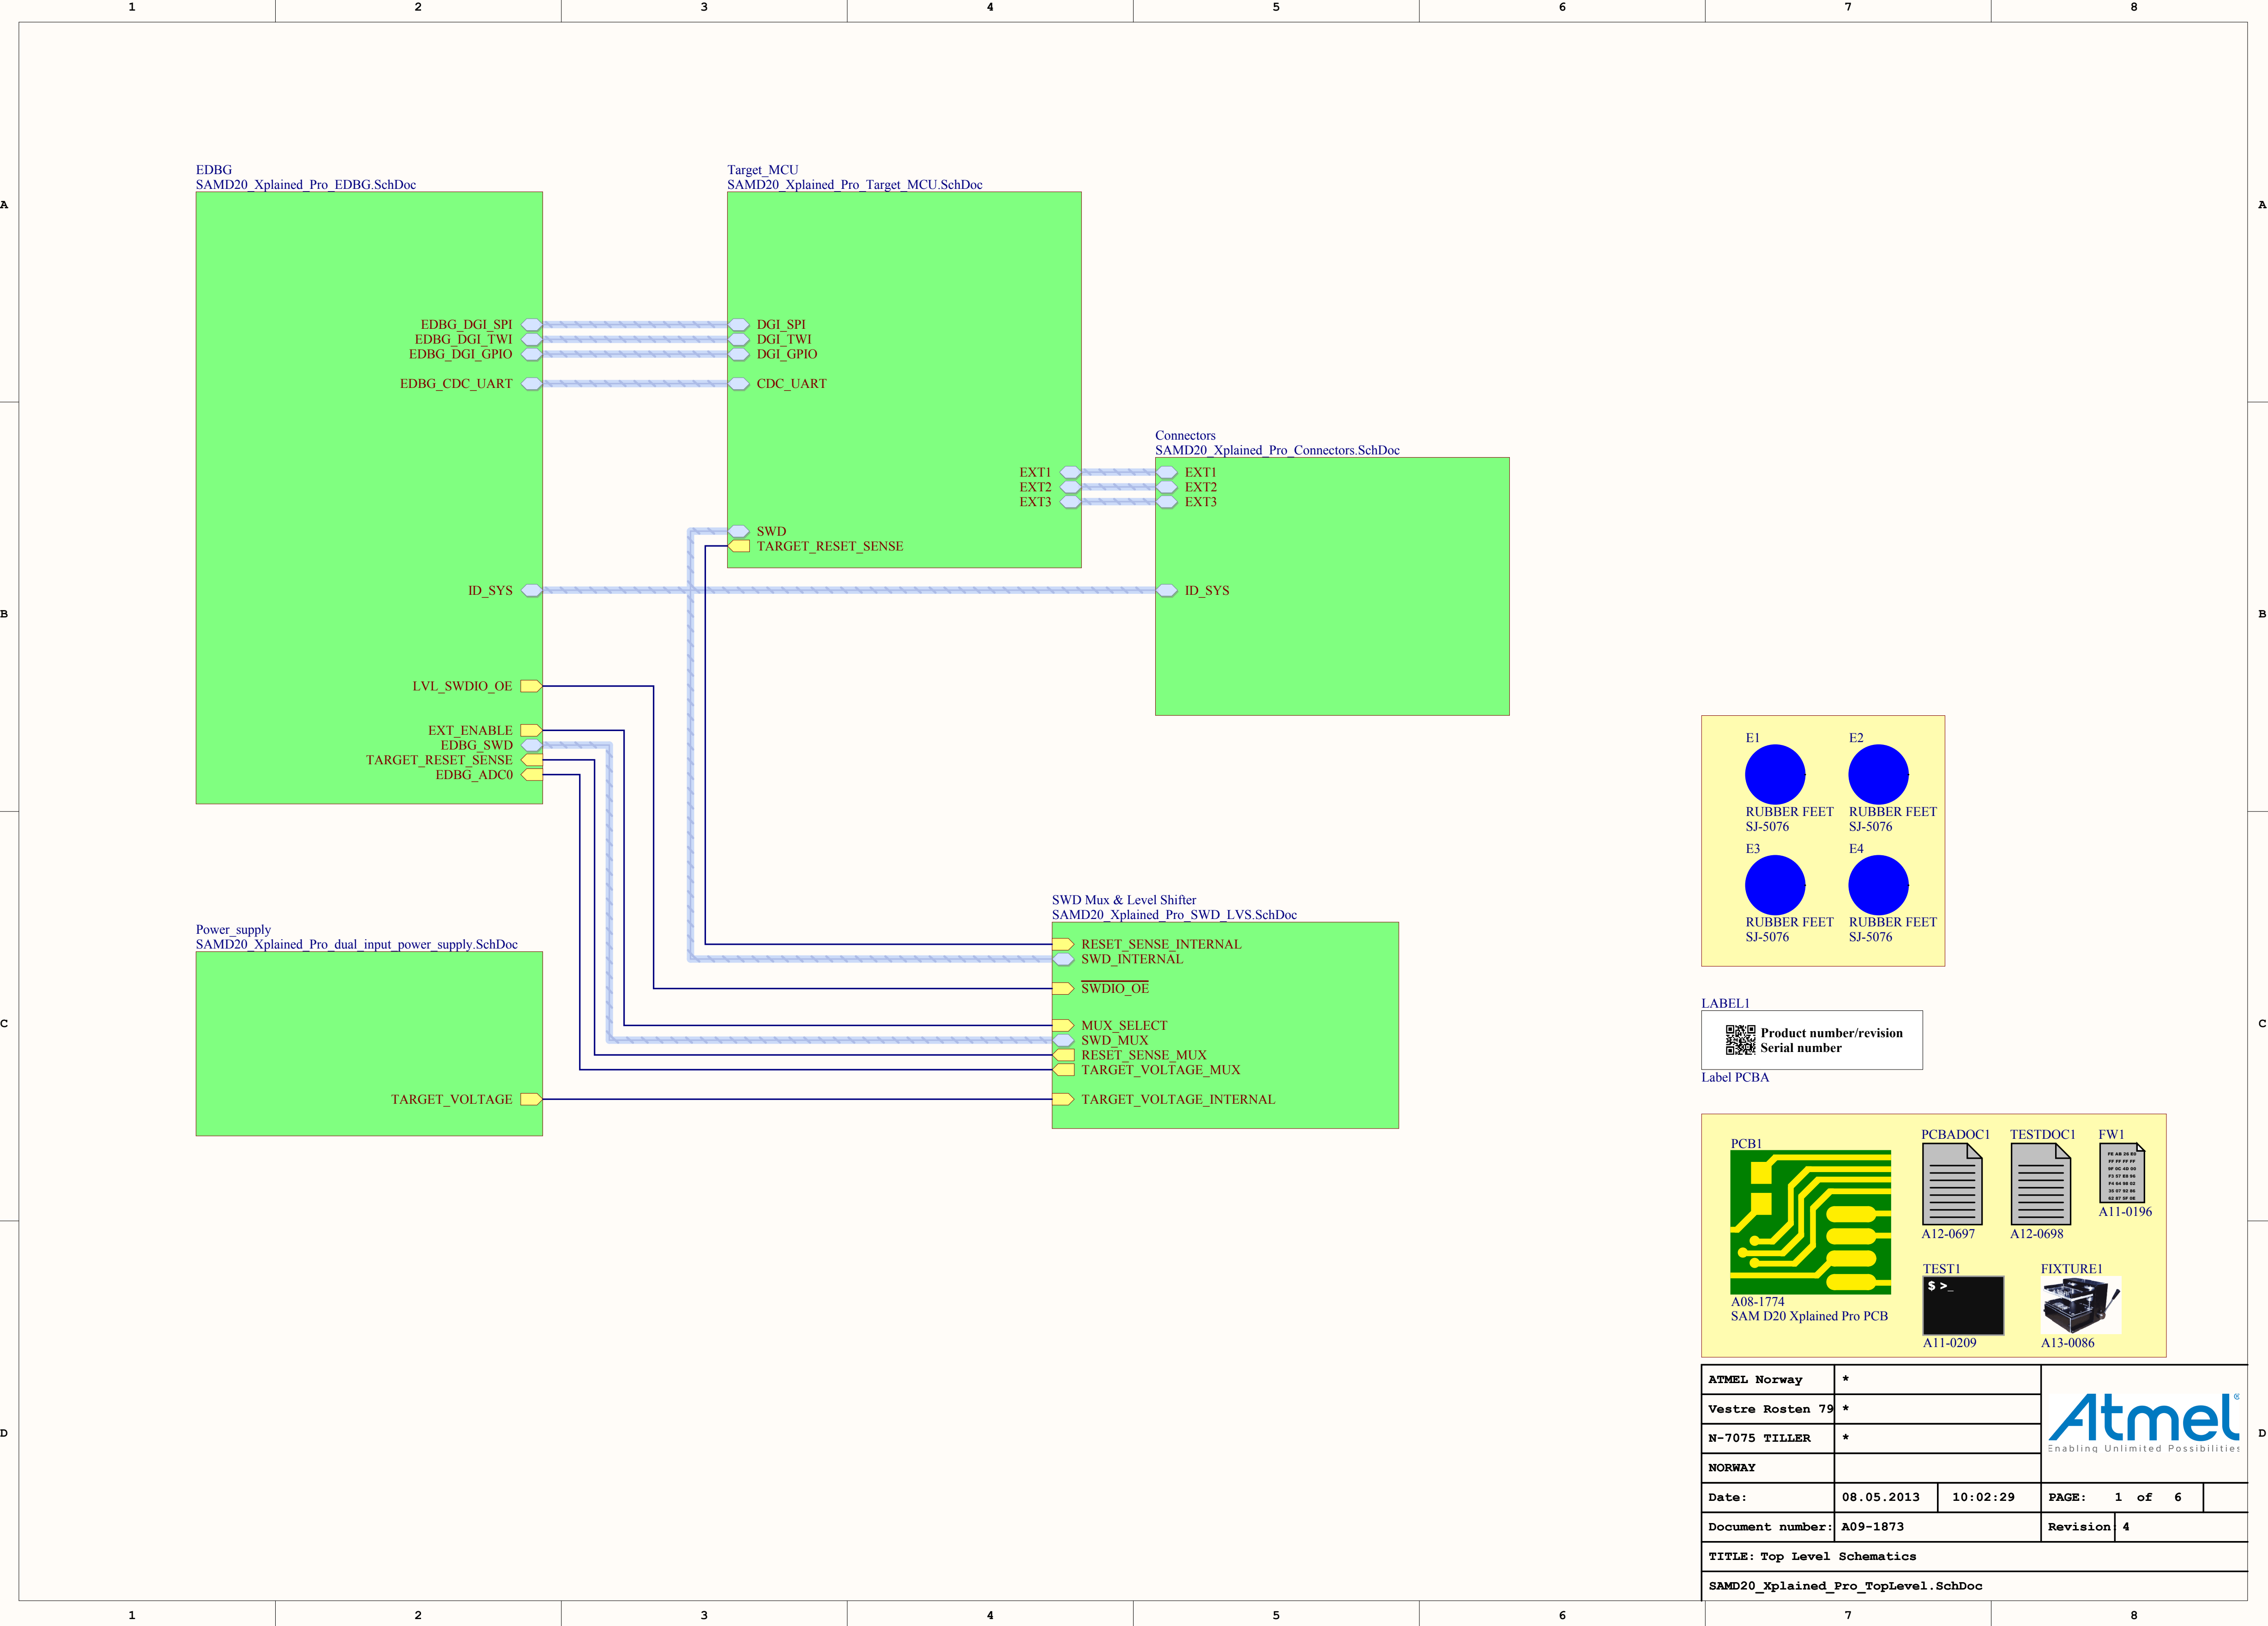 1 2 3 4 5 6 7 8
A A
B B
C C
D D
EDBG
SAMD20_Xplained_Pro_EDBG.SchDoc
EDBG_DGI_SPI
EDBG_DGI_TWI
EDBG_DGI_GPIO
EDBG_CDC_UART
ID_SYS
LVL_SWDIO_OE
EXT_ENABLE
EDBG_SWD
TARGET_RESET_SENSE
EDBG_ADC0
Target_MCU
SAMD20_Xplained_Pro_Target_MCU.SchDoc
DGI_SPI
DGI_TWI
DGI_GPIO
CDC_UART
EXT1
EXT2
EXT3
SWD
TARGET_RESET_SENSE
Connectors
SAMD20_Xplained_Pro_Connectors.SchDoc
EXT1
EXT2
EXT3
ID_SYS
Power_supply
SAMD20_Xplained_Pro_dual_input_power_supply.SchDoc
TARGET_VOLTAGE
SWD Mux & Level Shifter
SAMD20_Xplained_Pro_SWD_LVS.SchDoc
RESET_SENSE_INTERNAL
SWD_INTERNAL
SWDIO_OE
MUX_SELECT
SWD_MUX
RESET_SENSE_MUX
TARGET_VOLTAGE_MUX
TARGET_VOLTAGE_INTERNAL
E1 E2
RUBBER FEET RUBBER FEET
SJ-5076 SJ-5076
E3 E4
RUBBER FEET RUBBER FEET
SJ-5076 SJ-5076
LABEL1
Product number/revision
Serial number
Label PCBA
PCB1
A08-1774
SAM D20 Xplained Pro PCB
PCBADOC1
A12-0697
TESTDOC1
A12-0698
FW1
A11-0196
TEST1
$ >_
A11-0209
FIXTURE1
A13-0086
ATMEL Norway *
Vestre Rosten 79 *
N-7075 TILLER *
NORWAY
Atmel®
Enabling Unlimited Possibilities
Date: 08.05.2013 10:02:29 PAGE: 1 of 6
Document number: A09-1873 Revision: 4
TITLE: Top Level Schematics
SAMD20_Xplained_Pro_TopLevel.SchDoc
1 2 3 4 5 6 7 8